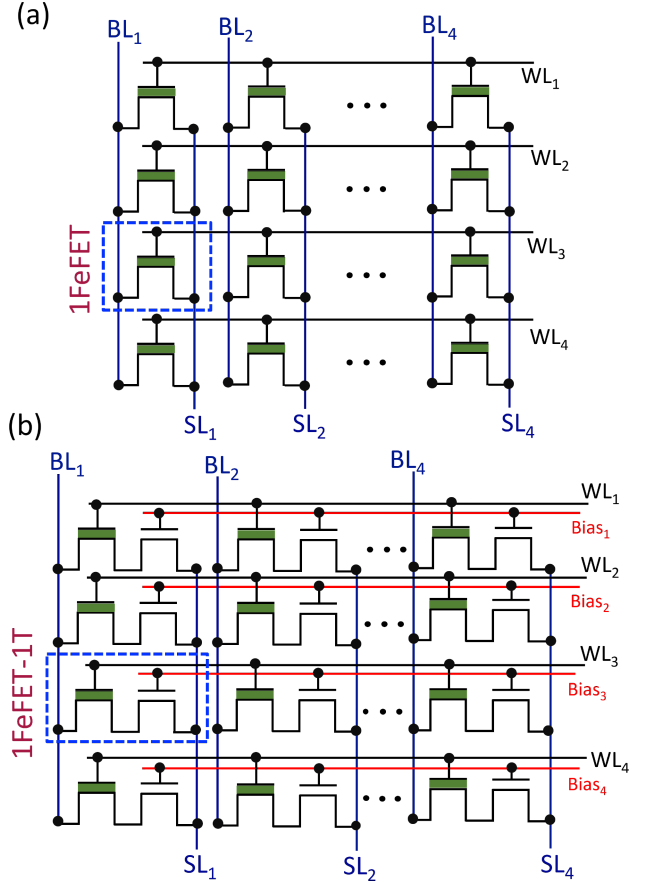 (a)
BL1
BL2
BL4
WL1
WL2
1FeFET
WL3
WL4
SL1
SL2
SL4
(b)
BL1
BL2
BL4
WL1
Bias1
WL2
Bias2
1FeFET-1T
WL3
Bias3
WL4
Bias4
SL1
SL2
SL4